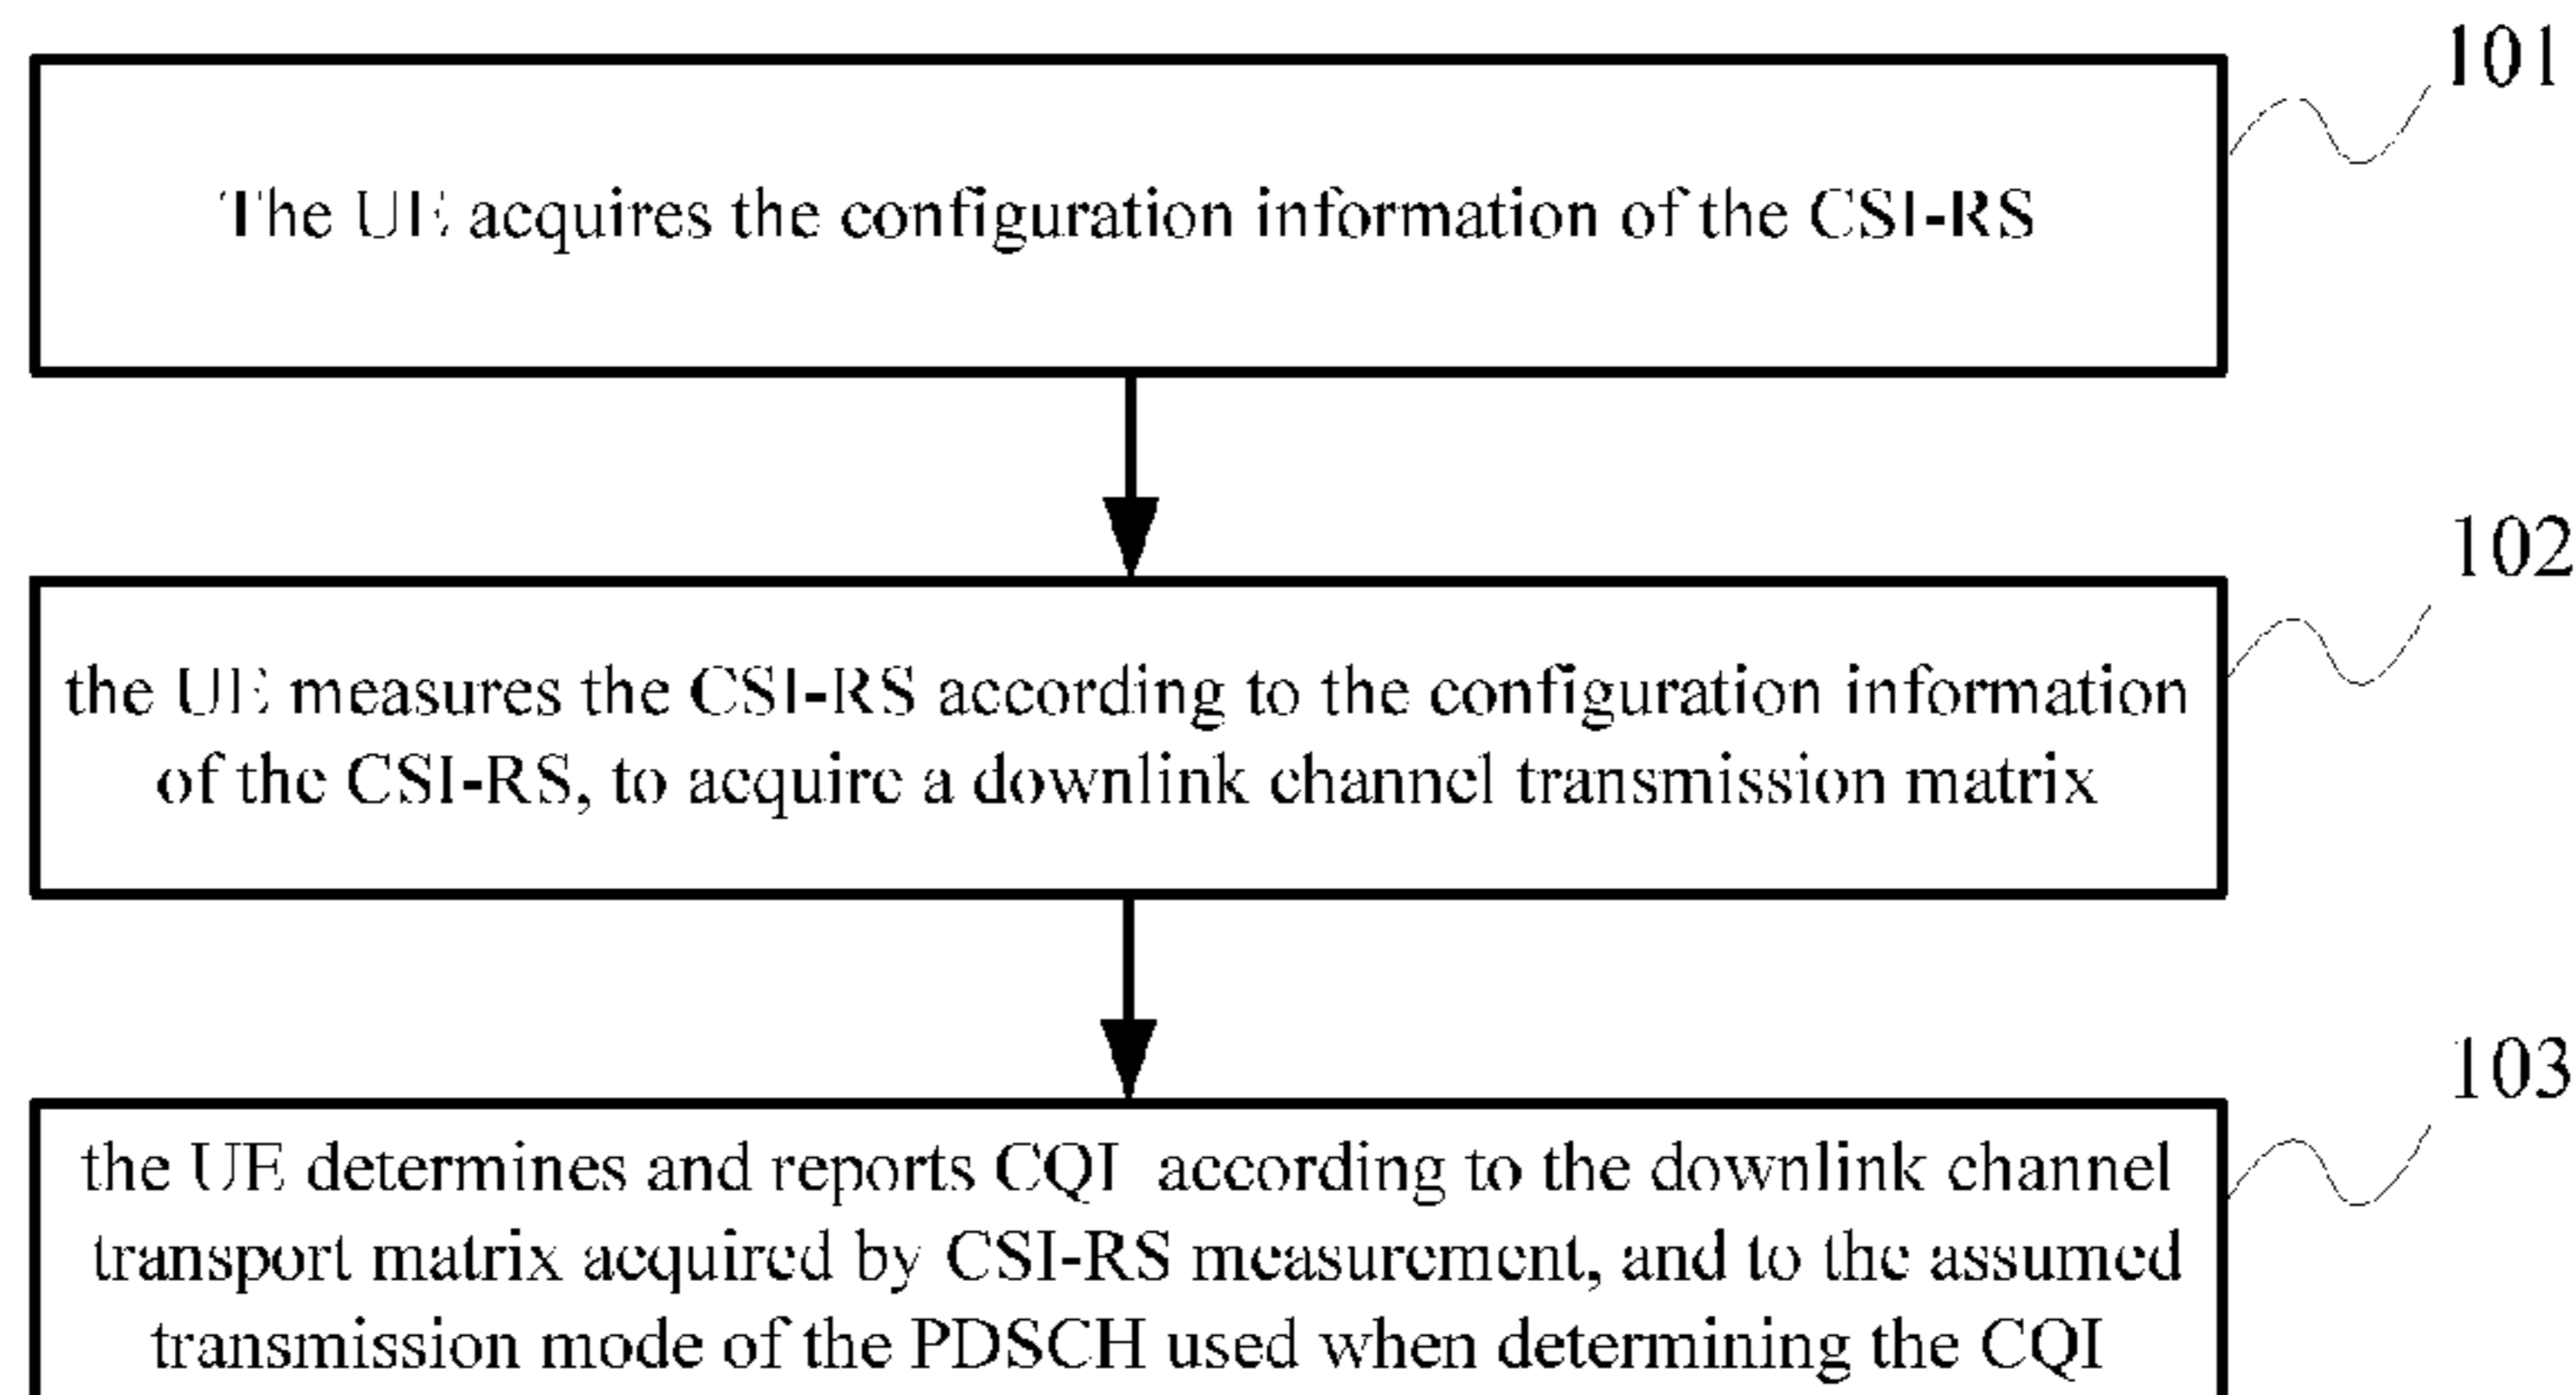 101
The UE acquires the configuration information of the CSI-RS
102
the UE measures the CSI-RS according to the configuration information
of the CSI-RS, to acquire a downlink channel transmission matrix
103
the UE determines and reports CQI according to the downlink channel
transport matrix acquired by CSI-RS measurement, and to the assumed
transmission mode of the PDSCH used when determining the CQI